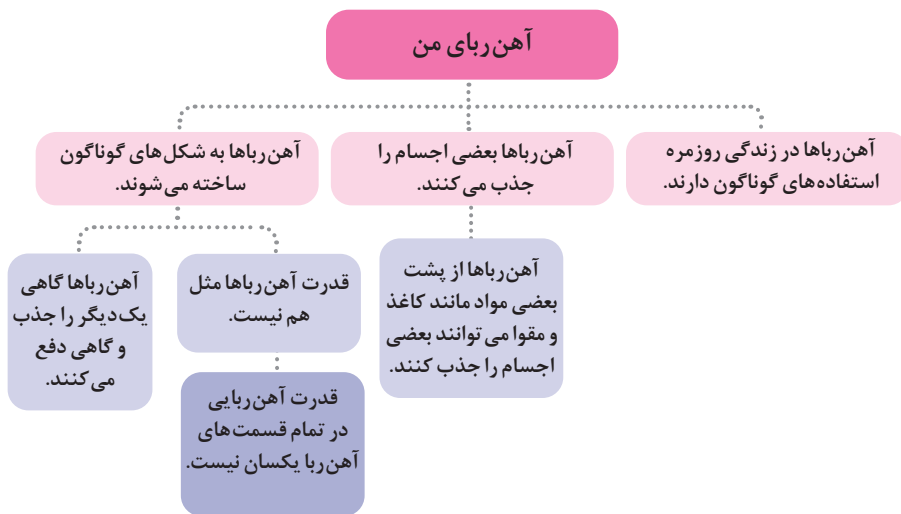 آهن‌ربای من
آهن‌رباها در زندگی روزمره
استفاده‌های گوناگون دارند.
آهن‌رباها بعضی اجسام را
جذب می‌کنند.
آهن‌رباها به شکل‌های گوناگون
ساخته می‌شوند.
آهن‌رباها از پشت
بعضی مواد مانند کاغذ
و مقوا می‌توانند بعضی
اجسام را جذب کنند.
قدرت آهن‌رباها مثل
هم نیست.
آهن‌رباها گاهی
یک‌دیگر را جذب
و گاهی دفع
می‌کنند.
قدرت آهن‌ربایی
در تمام قسمت‌های
آهن‌ربا یکسان نیست.